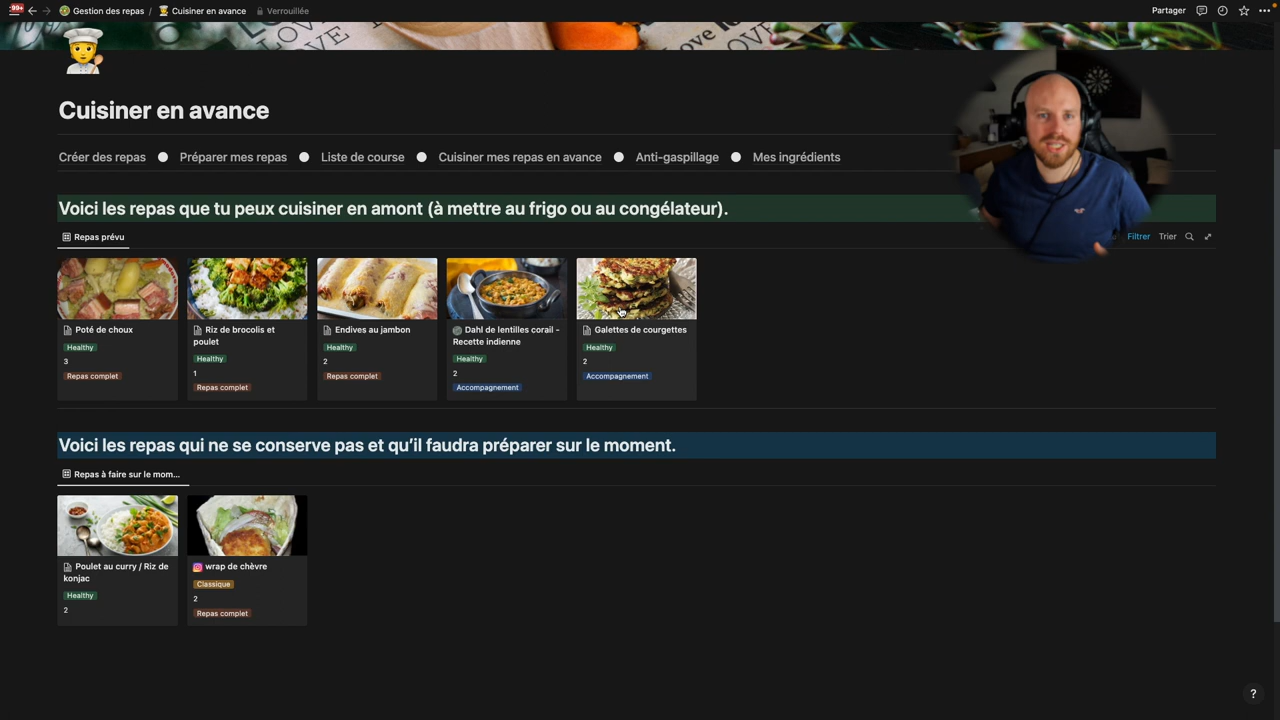 99+
Gestion des repas / Cuisiner en avance Verrouillée
Partager
LOVE
LOVE
Love
LOVE
Cuisiner en avance
Créer des repas Préparer mes repas Liste de course Cuisiner mes repas en avance Anti-gaspillage Mes ingrédients
Voici les repas que tu peux cuisiner en amont (à mettre au frigo ou au congélateur).
Repas prévu
Filtrer Trier
Poté de choux
Healthy
3
Repas complet
Riz de brocolis et
poulet
Healthy
1
Repas complet
Endives au jambon
Healthy
2
Repas complet
Dahl de lentilles corail -
Recette indienne
Healthy
2
Accompagnement
Galettes de courgettes
Healthy
2
Accompagnement
Voici les repas qui ne se conserve pas et qu'il faudra préparer sur le moment.
Repas à faire sur le mom...
Poulet au curry / Riz de
konjac
Healthy
2
wrap de chèvre
Classique
2
Repas complet
?